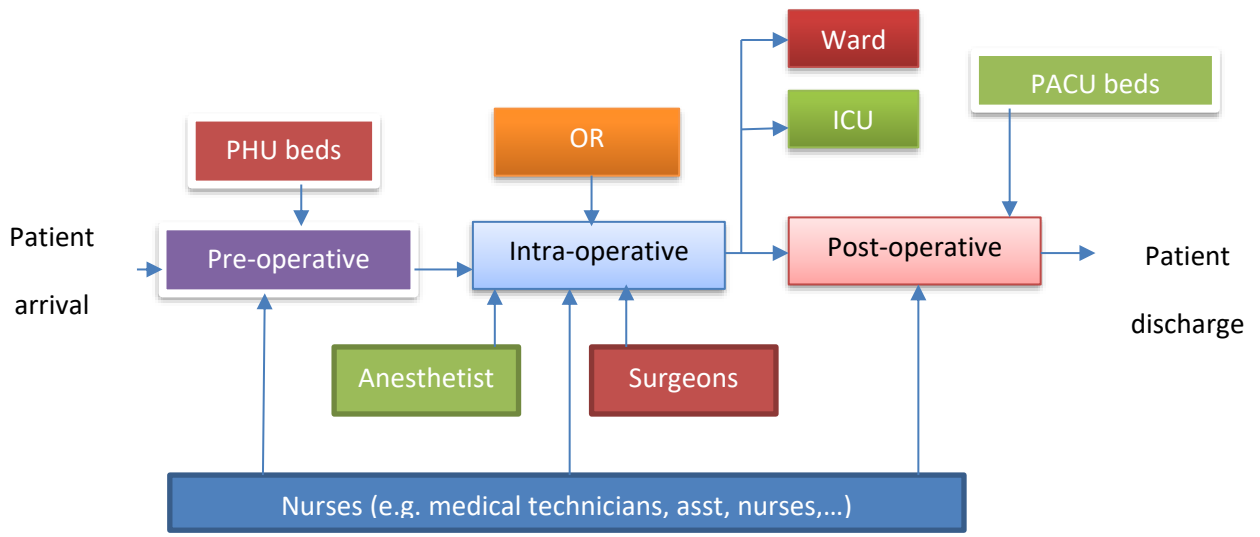 Ward
PACU beds
ICU
PHU beds
OR
Patient
arrival
Pre-operative
Intra-operative
Post-operative
Patient
discharge
Anesthetist
Surgeons
Nurses (e.g. medical technicians, asst, nurses,...)